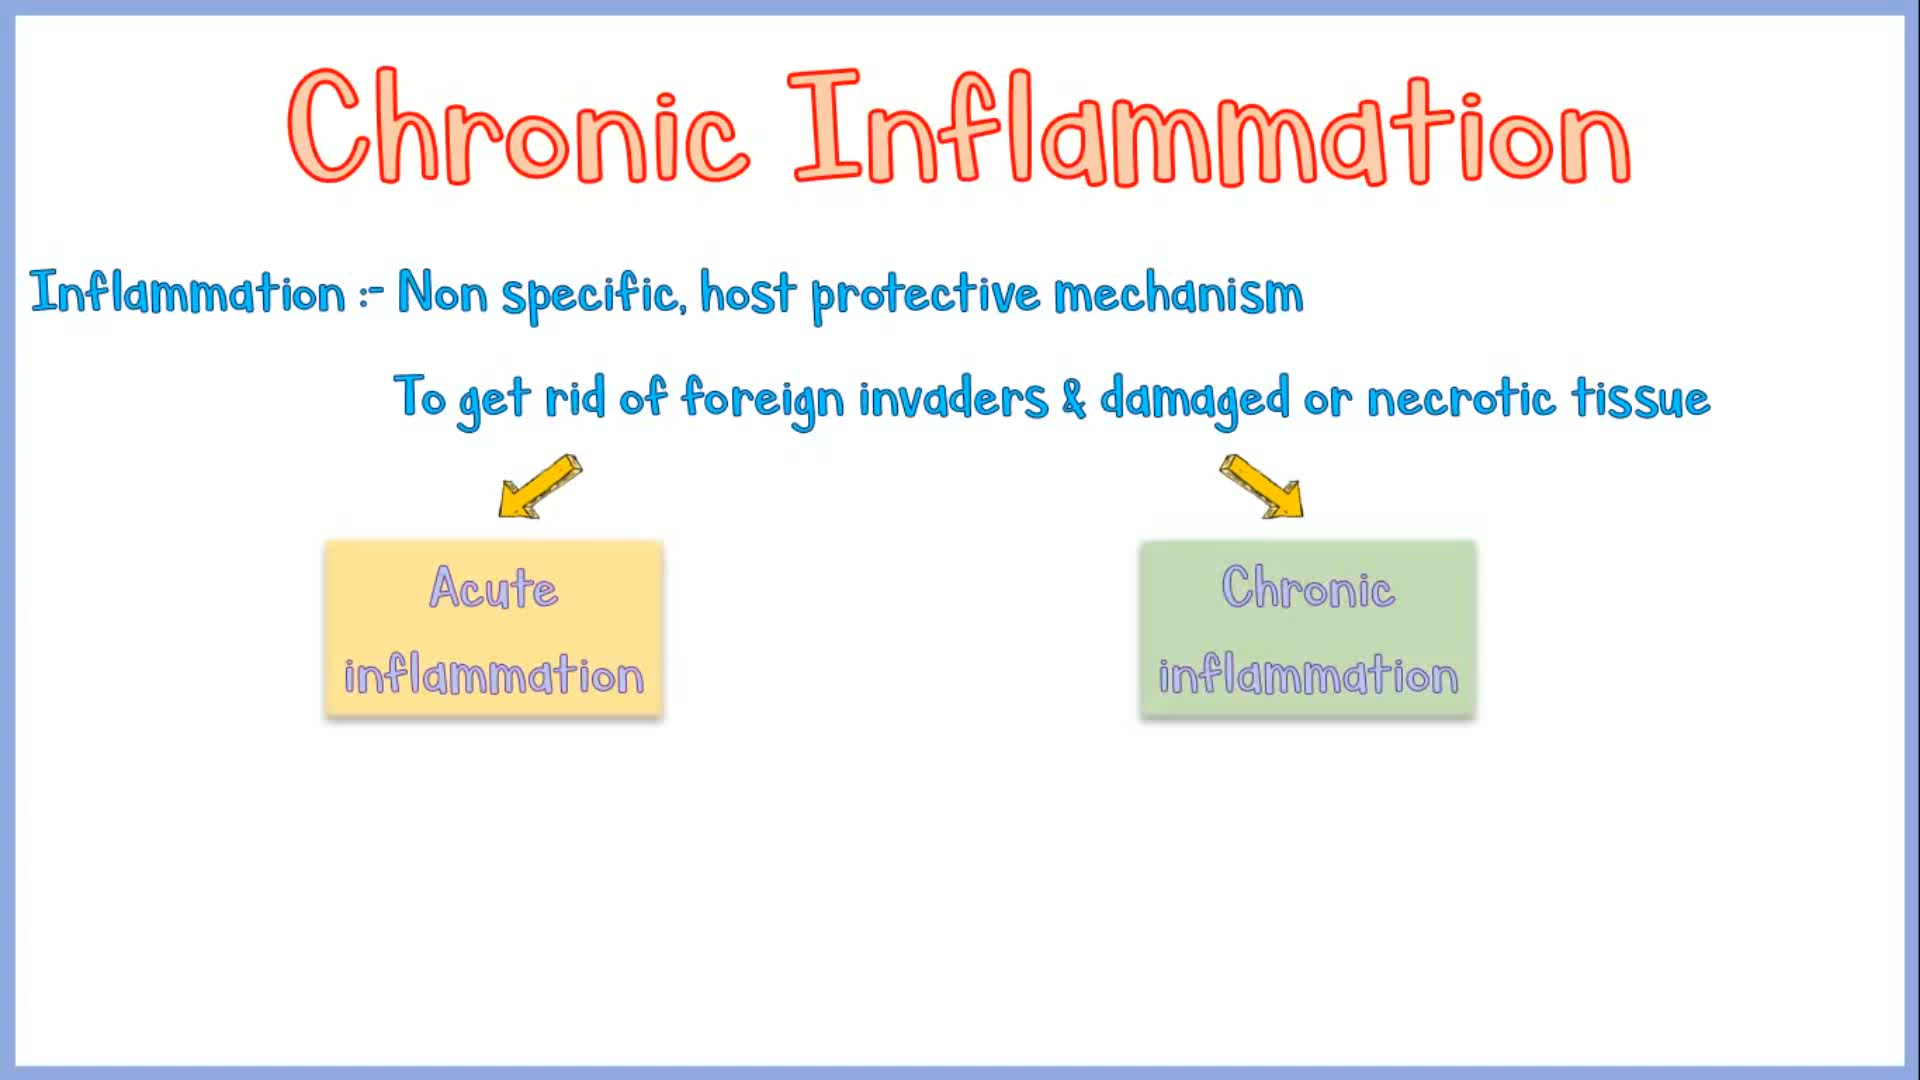 Chronic Inflammation
Inflammation :- Non specific, host protective mechanism
To get rid of foreign invaders & damaged or necrotic tissue
Acute
inflammation
Chronic
inflammation